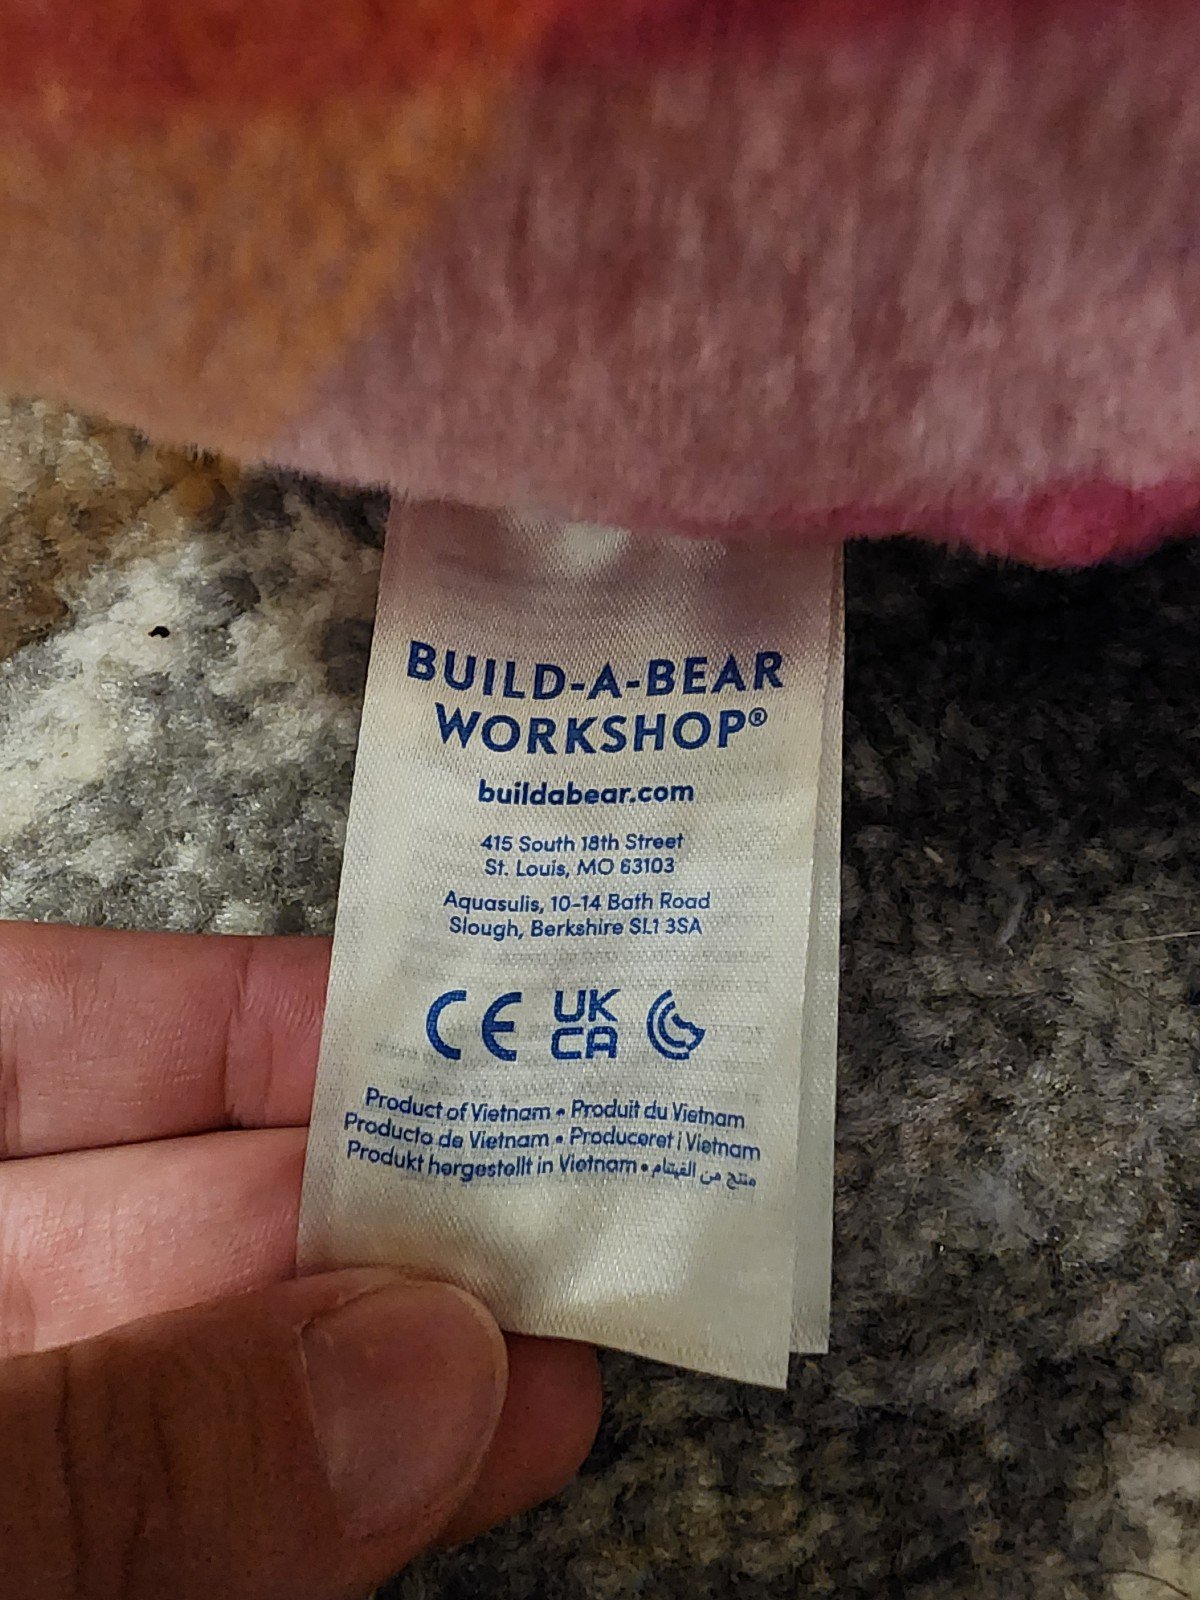 BUILD-A-BEAR
WORKSHOP®
buildabear.com
415 South 18th Street
St. Louis, MO 63103
Aquasulis, 10-14 Bath Road
Slough, Berkshire SL1 3SA
CE UK
CA
Product of Vietnam • Produit du Vietnam
Producto de Vietnam • Produceret i Vietnam
Produkt hergestellt in Vietnam • منتج من الفيتنام